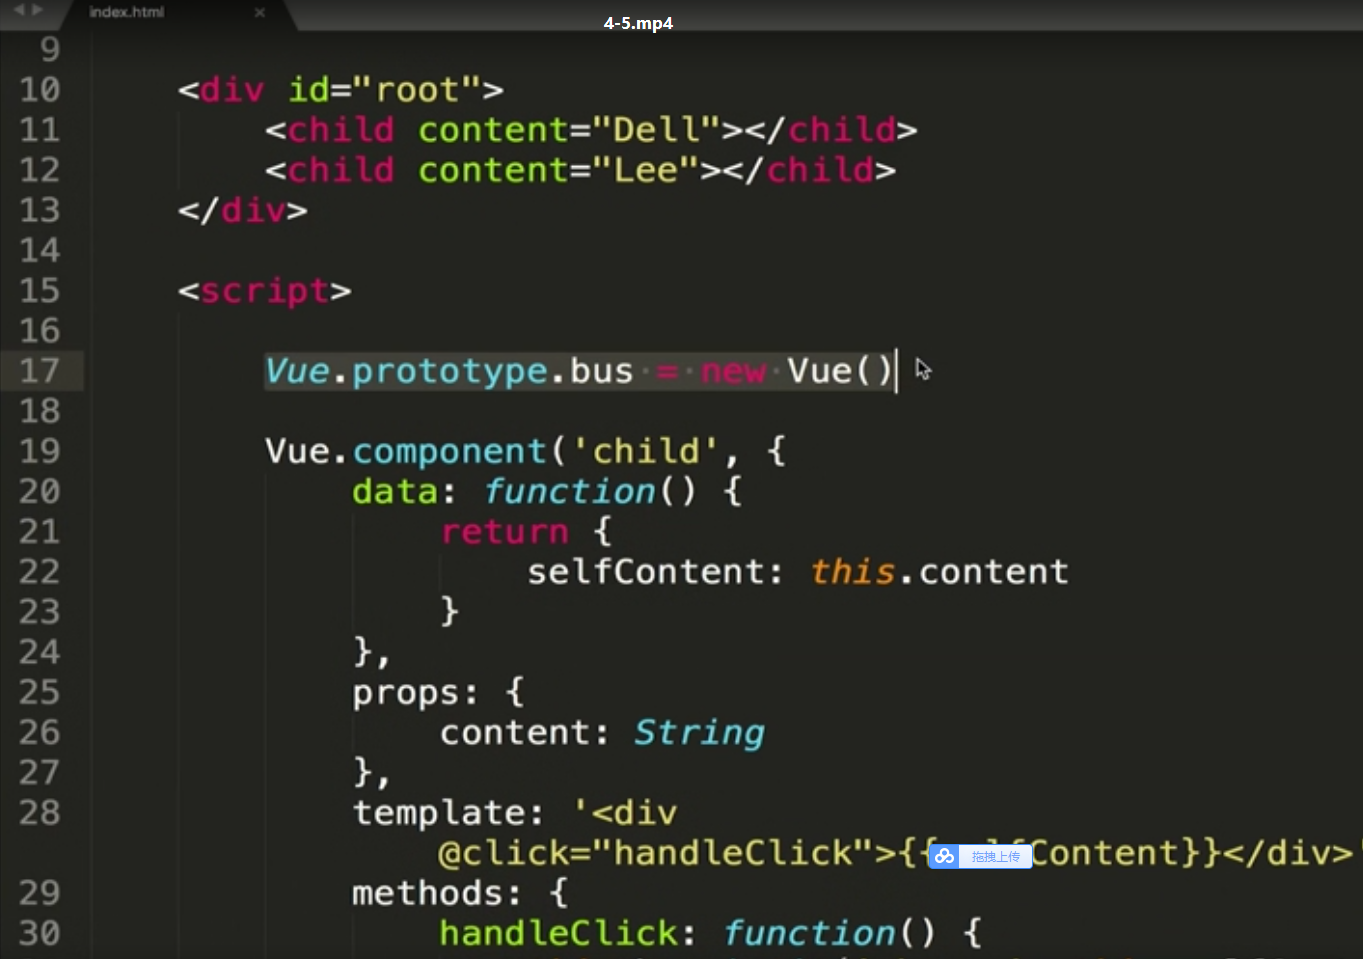 index.html ×
4-5.mp4
9
10 <div id="root">
11 <child content="Dell"></child>
12 <child content="Lee"></child>
13 </div>
14
15 <script>
16
17 Vue.prototype.bus = new Vue()
18
19 Vue.component('child', {
20 data: function() {
21 return {
22 selfContent: this.content
23 }
24 },
25 props: {
26 content: String
27 },
28 template: '<div
@click="handleClick">{{selfContent}}</div>'
拖拽上传
29 methods: {
30 handleClick: function() {